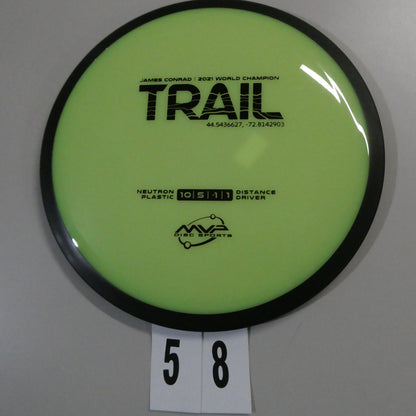 JAMES CONRAD | 2021 WORLD CHAMPION
TRAIL
44.5436627, -72.8142903
NEUTRON PLASTIC 10 | 5 | -1 | 1 DISTANCE DRIVER
MVP
DISC SPORTS
5 8